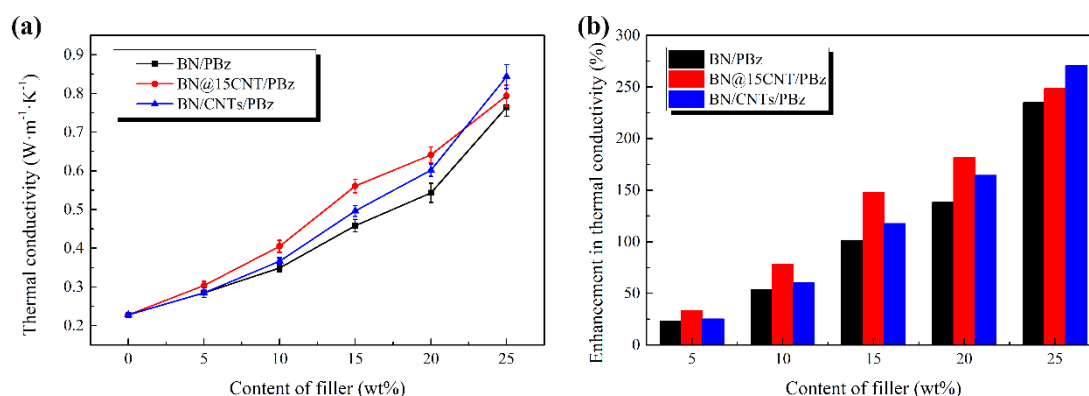 (a)
Thermal conductivity (W·m⁻¹·K⁻¹)
0.9
0.8
0.7
0.6
0.5
0.4
0.3
0.2
BN/PBz
BN@15CNT/PBz
BN/CNTs/PBz
0 5 10 15 20 25
Content of filler (wt%)
(b)
Enhancement in thermal conductivity (%)
300
250
200
150
100
50
0
BN/PBz
BN@15CNT/PBz
BN/CNTs/PBz
5 10 15 20 25
Content of filler (wt%)